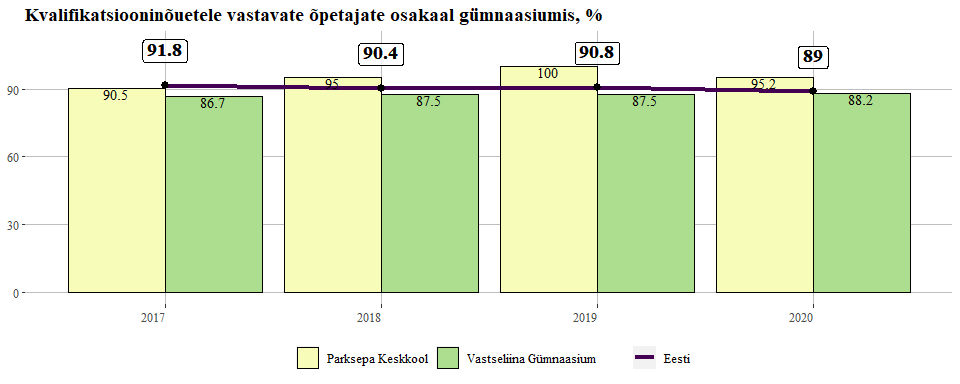 Kvalifikatsiooninõuetele vastavate õpetajate osakaal gümnaasiumis, %
91.8 90.4 90.8 89
90 90.5 86.7 95 87.5 100 87.5 95.2 88.2
60
30
0
2017 2018 2019 2020
Parksepa Keskkool Vastseliina Gümnaasium Eesti